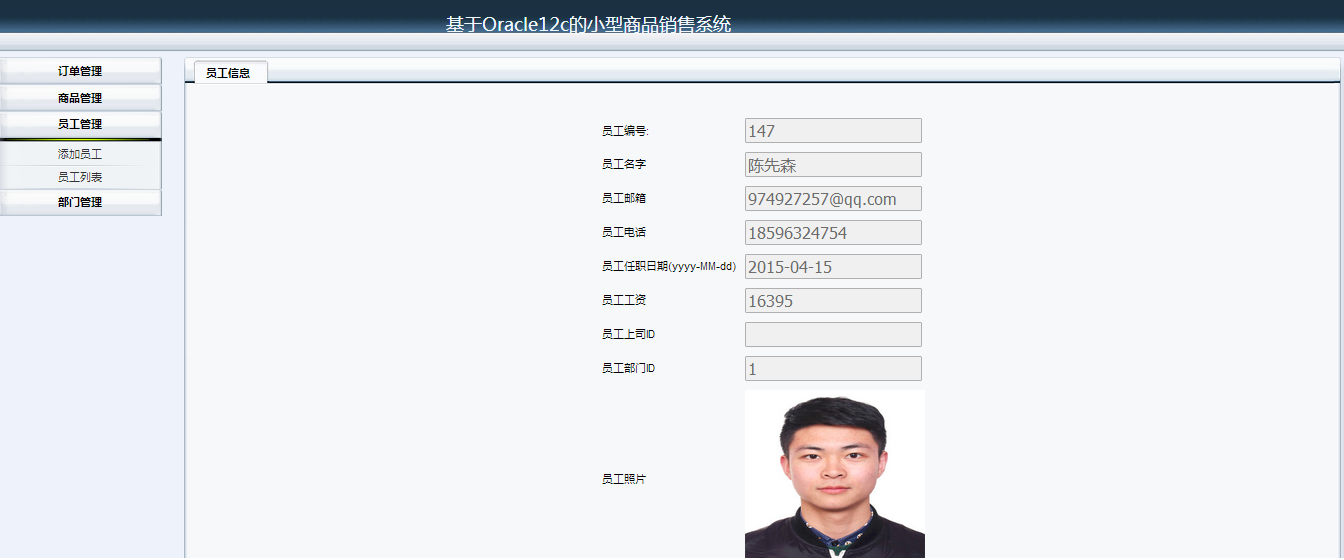 基于Oracle12c的小型商品销售系统
订单管理
商品管理
员工管理
添加员工
员工列表
部门管理
员工信息
员工编号: 147
员工名字 陈先森
员工邮箱 974927257@qq.com
员工电话 18596324754
员工任职日期(yyyy-MM-dd) 2015-04-15
员工工资 16395
员工上司ID
员工部门ID 1
员工照片